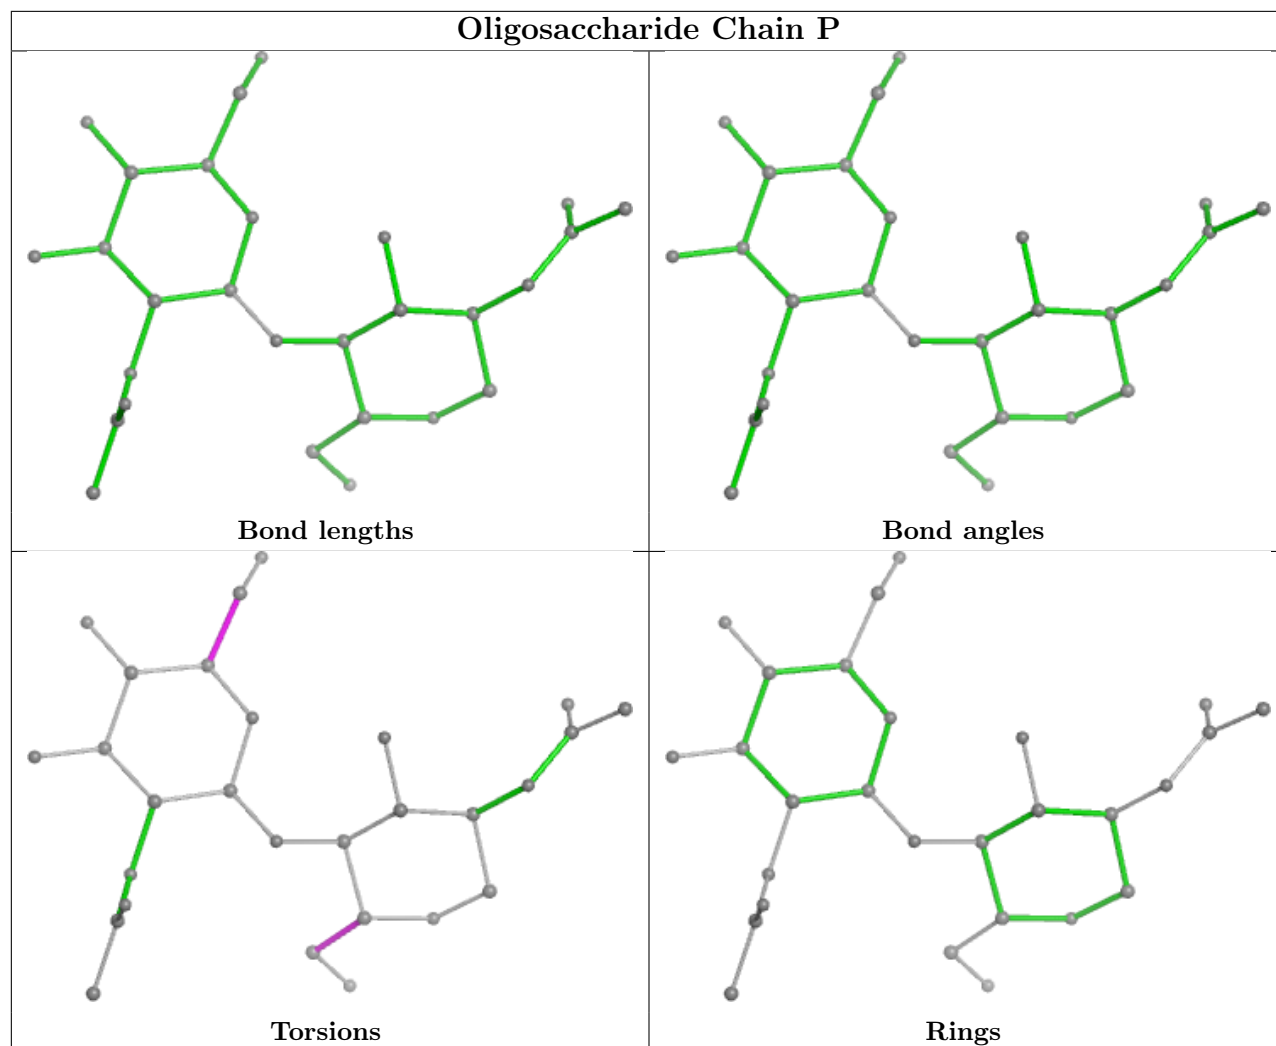 Oligosaccharide Chain P
Bond lengths
Bond angles
Torsions
Rings